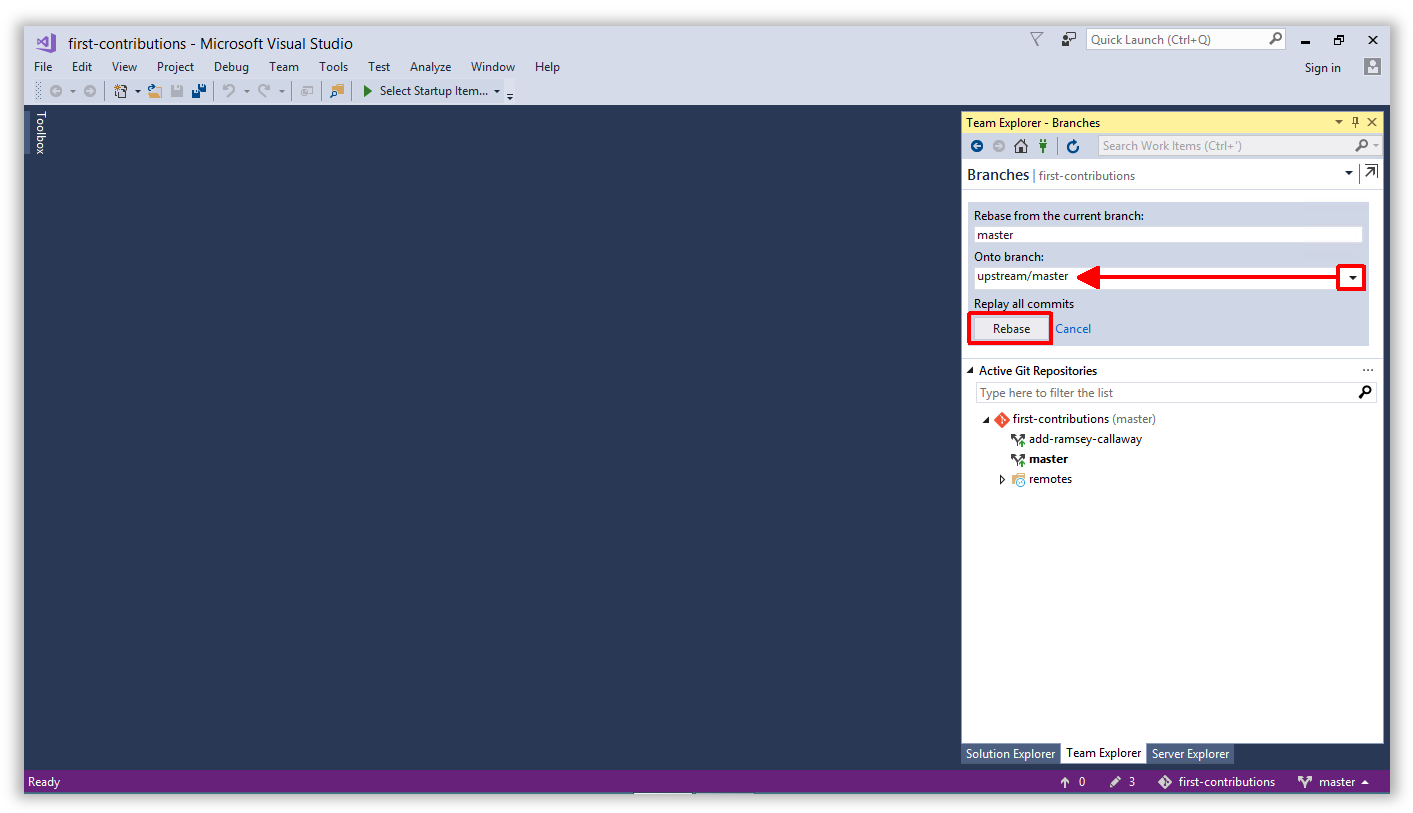 first-contributions - Microsoft Visual Studio
Quick Launch (Ctrl+Q)
File Edit View Project Debug Team Tools Test Analyze Window Help
Sign in
Select Startup Item...
Toolbox
Team Explorer - Branches
Search Work Items (Ctrl+')
Branches | first-contributions
Rebase from the current branch:
master
Onto branch:
upstream/master
Replay all commits
Rebase Cancel
Active Git Repositories
Type here to filter the list
first-contributions (master)
add-ramsey-callaway
master
remotes
Solution Explorer Team Explorer Server Explorer
Ready 0 3 first-contributions master